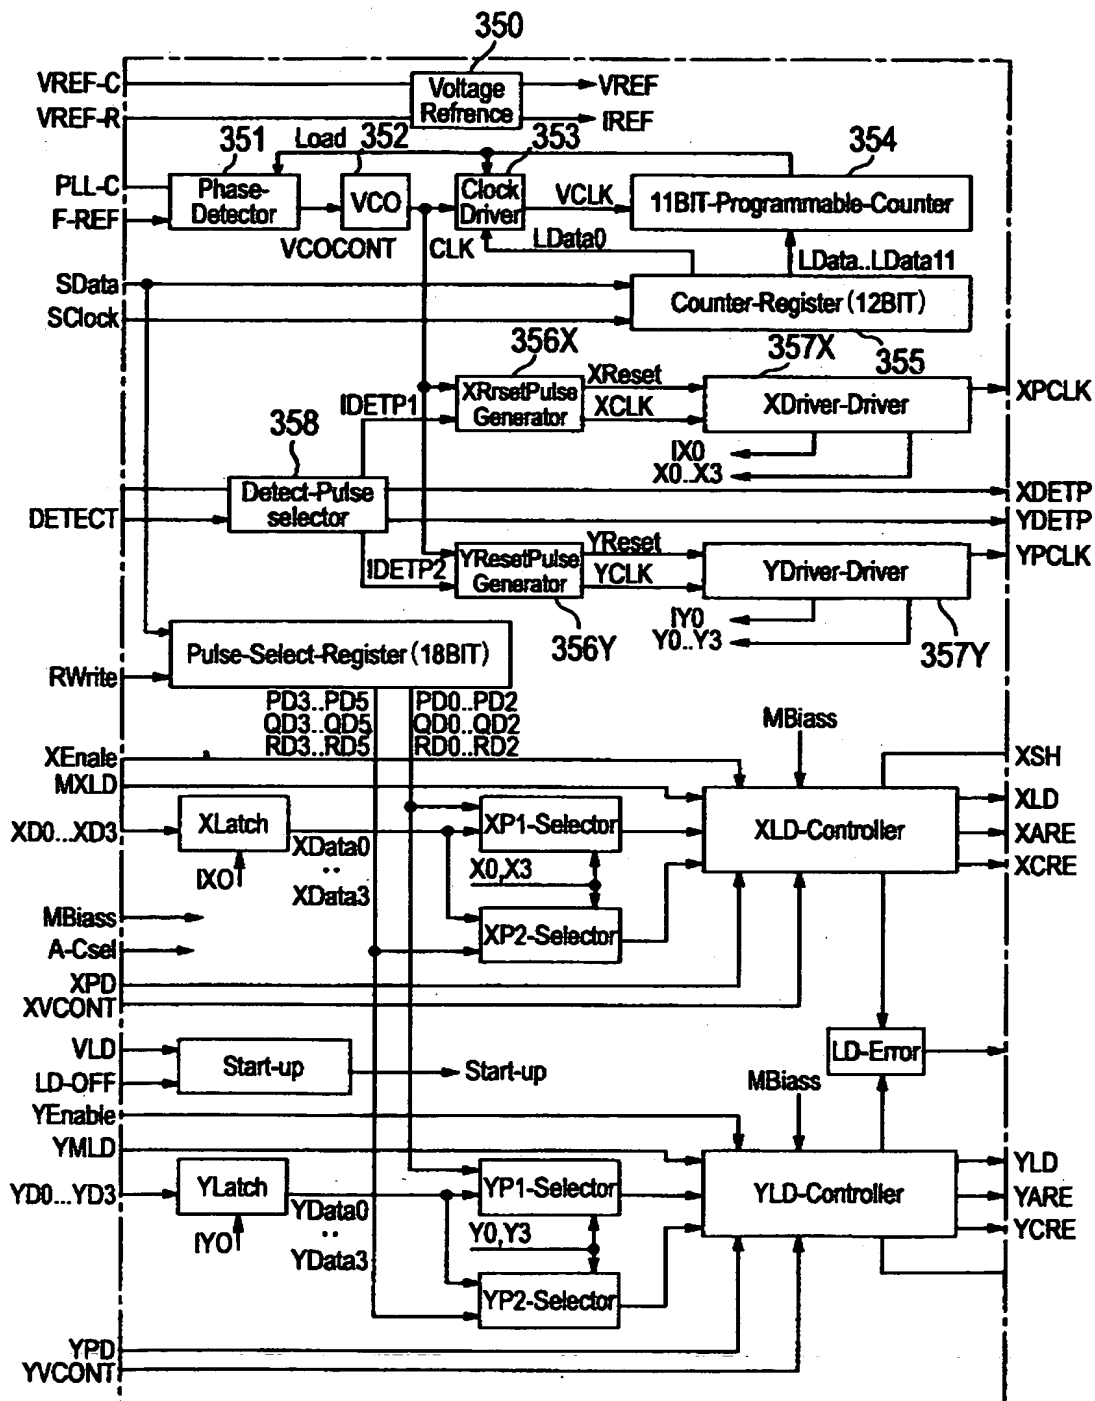 350
VREF-C
Voltage
Refrence
VREF
VREF-R
IREF
351
Load
352
353
354
PLL-C
Phase-
Detector
VCO
Clock
Driver
VCLK
11BIT-Programmable-Counter
F-REF
VCOCONT
CLK
LData0
LData..LData11
SData
Counter-Register(12BIT)
SClock
355
356X
357X
IDETP1
XRrsetPulse
Generator
XReset
XCLK
XDriver-Driver
XPCLK
358
IX0
X0..X3
Detect-Pulse
selector
XDETP
DETECT
YDETP
IDETP2
YResetPulse
Generator
YReset
YCLK
YDriver-Driver
YPCLK
IY0
Y0..Y3
356Y
357Y
Pulse-Select-Register(18BIT)
RWrite
PD3..PD5
PD0..PD2
QD3..QD5
QD0..QD2
RD3..RD5
RD0..RD2
MBiass
XEnale
XSH
MXLD
XLD
XD0...XD3
XLatch
XData0
..
XData3
XP1-Selector
XLD-Controller
XARE
XCRE
IXO
X0,X3
MBiass
XP2-Selector
A-Csel
XPD
XVCONT
VLD
Start-up
Start-up
LD-OFF
LD-Error
MBiass
YEnable
YMLD
YLD
YD0...YD3
YLatch
YData0
..
YData3
YP1-Selector
YLD-Controller
YARE
YCRE
IYO
Y0,Y3
YP2-Selector
YPD
YVCONT